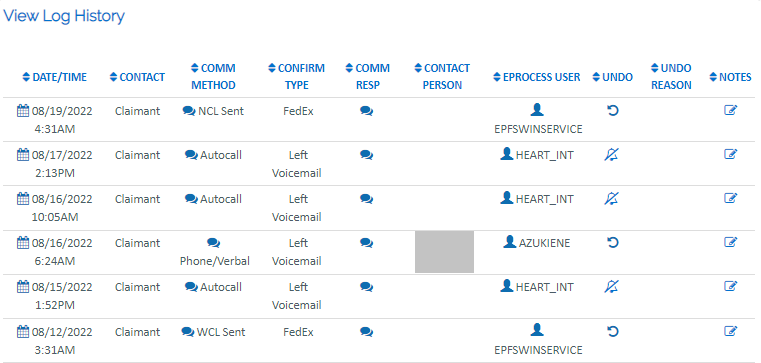 View Log History
DATE/TIME CONTACT COMM METHOD CONFIRM TYPE COMM RESP CONTACT PERSON EPROCESS USER UNDO UNDO REASON NOTES
08/19/2022 4:31AM Claimant NCL Sent FedEx EPFSWINSERVICE
08/17/2022 2:13PM Claimant Autocall Left Voicemail HEART_INT
08/16/2022 10:05AM Claimant Autocall Left Voicemail HEART_INT
08/16/2022 6:24AM Claimant Phone/Verbal Left Voicemail AZUKIENE
08/15/2022 1:52PM Claimant Autocall Left Voicemail HEART_INT
08/12/2022 3:31AM Claimant WCL Sent FedEx EPFSWINSERVICE